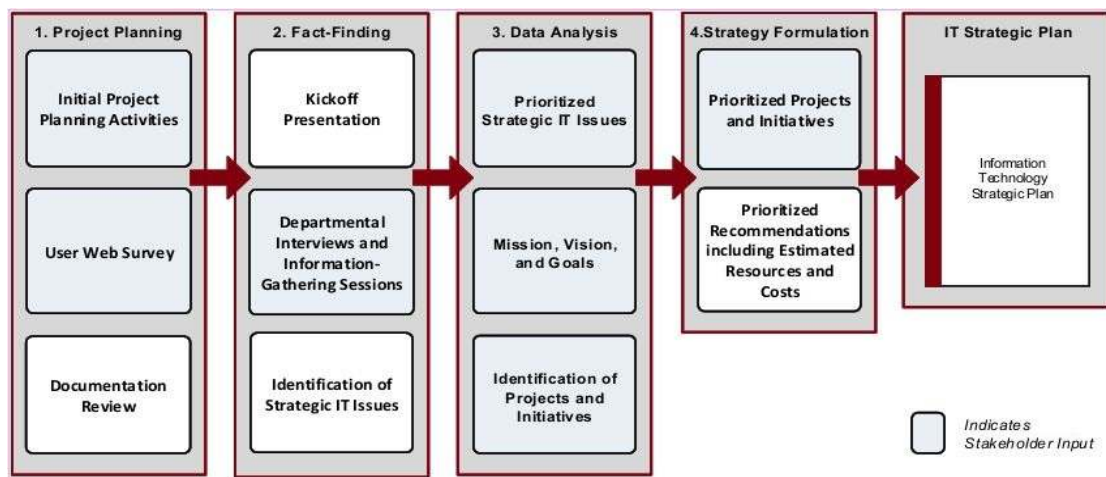 1. Project Planning
Initial Project
Planning Activities
User Web Survey
Documentation
Review
2. Fact-Finding
Kickoff
Presentation
Departmental
Interviews and
Information-
Gathering Sessions
Identification of
Strategic IT Issues
3. Data Analysis
Prioritized
Strategic IT Issues
Mission, Vision,
and Goals
Identification of
Projects and
Initiatives
4.Strategy Formulation
Prioritized Projects
and Initiatives
Prioritized
Recommendations
including Estimated
Resources and
Costs
IT Strategic Plan
Information
Technology
Strategic Plan
Indicates
Stakeholder Input